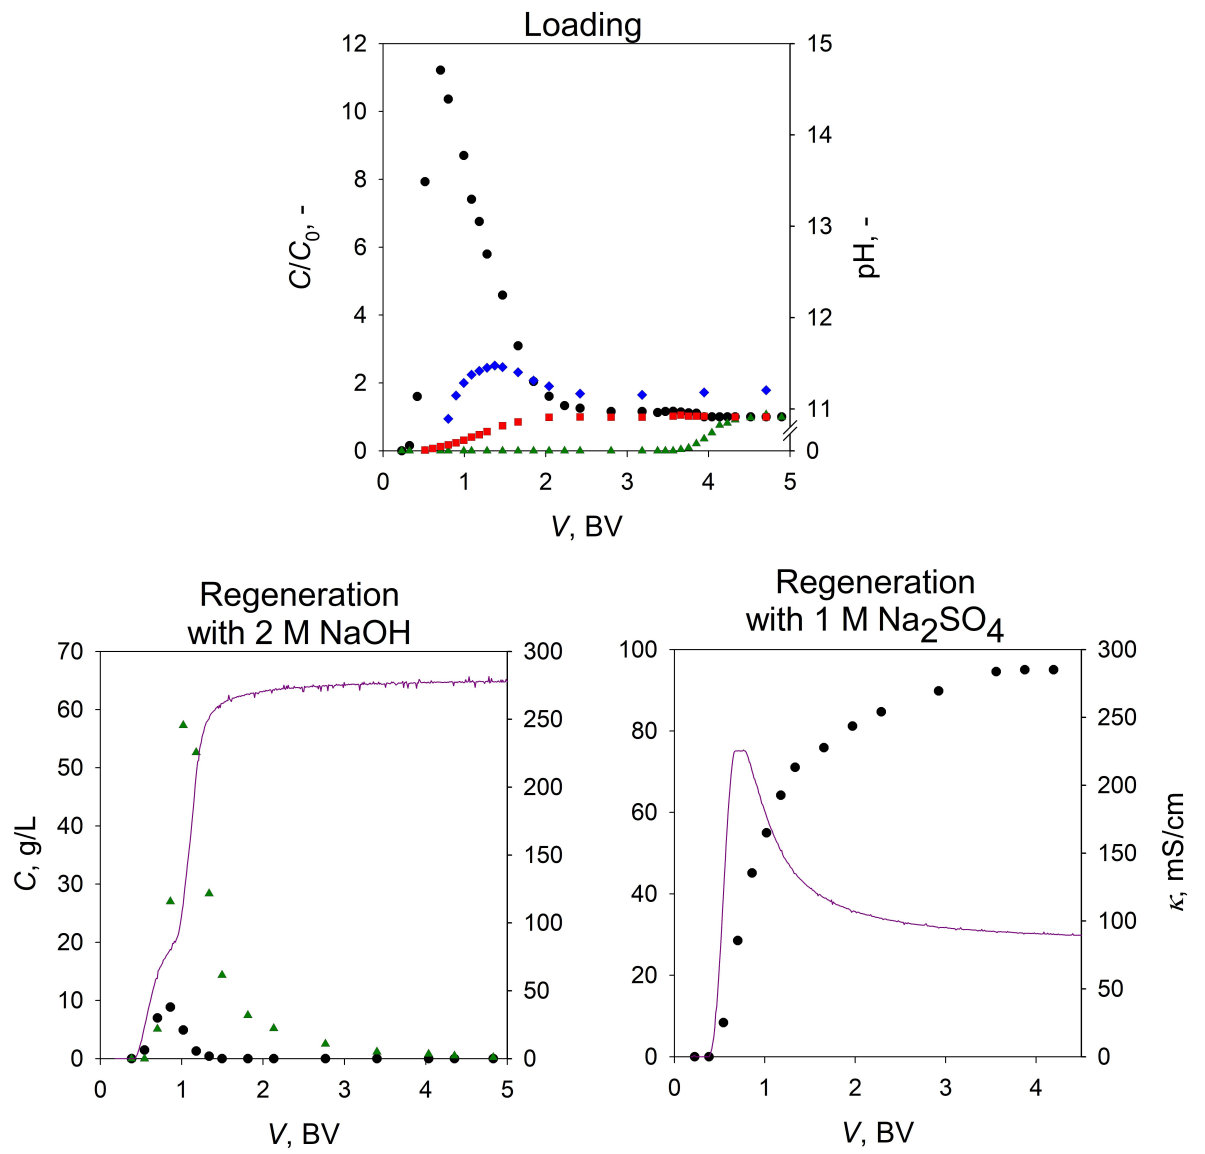 Loading
12
10
8
6
4
2
0
C/C0, -
15
14
13
12
11
0
pH, -
0 1 2 3 4 5
V, BV
Regeneration
with 2 M NaOH
70
60
50
40
30
20
10
0
C, g/L
300
250
200
150
100
50
0
0 1 2 3 4 5
V, BV
Regeneration
with 1 M Na2SO4
100
80
60
40
20
0
300
250
200
150
100
50
0
κ, mS/cm
0 1 2 3 4
V, BV